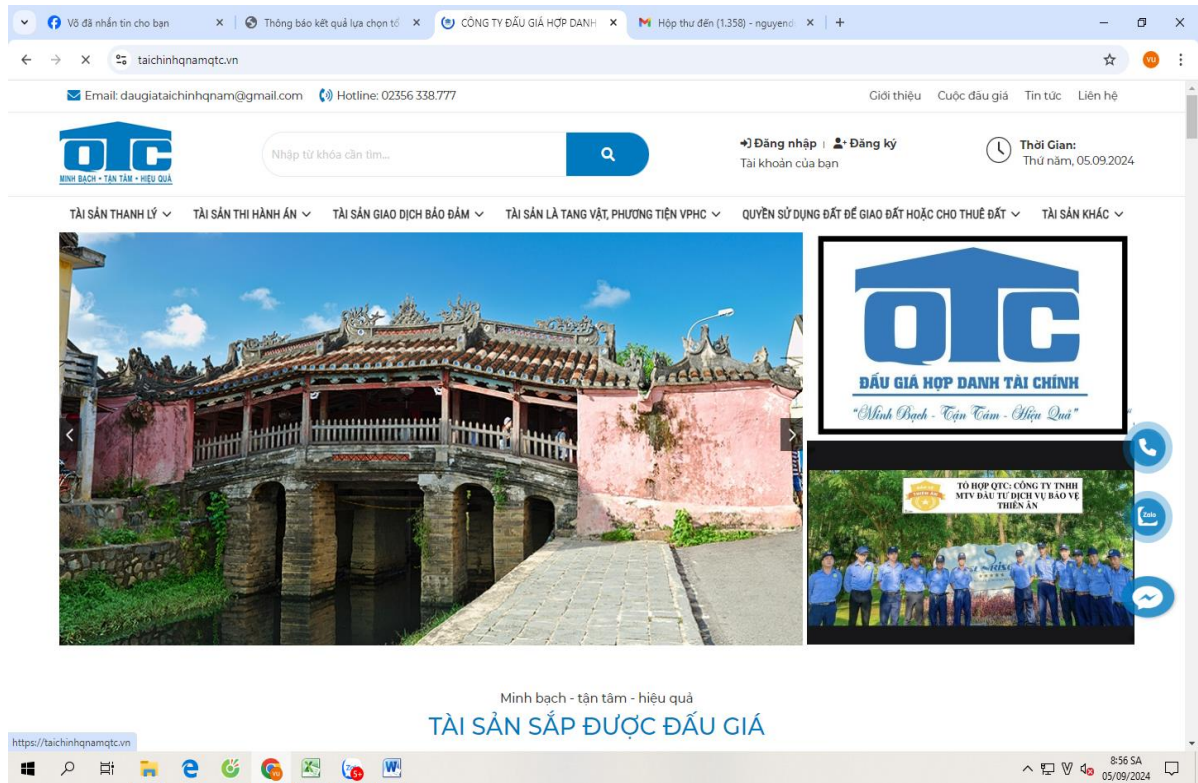 Võ đã nhắn tin cho bạn
Thông báo kết quả lựa chọn tổ
CÔNG TY ĐẤU GIÁ HỢP DANH
Hộp thư đến (1.358) - nguyend
taichinhqnamqtc.vn
VU
Email: daugiataichinhqnam@gmail.com
Hotline: 02356 338.777
Giới thiệu
Cuộc đấu giá
Tin tức
Liên hệ
QTC
MINH BẠCH - TẬN TÂM - HIỆU QUẢ
Nhập từ khóa cần tìm...
Đăng nhập | Đăng ký
Tài khoản của bạn
Thời Gian:
Thứ năm, 05.09.2024
TÀI SẢN THANH LÝ
TÀI SẢN THI HÀNH ÁN
TÀI SẢN GIAO DỊCH BẢO ĐẢM
TÀI SẢN LÀ TANG VẬT, PHƯƠNG TIỆN VPHC
QUYỀN SỬ DỤNG ĐẤT ĐỂ GIAO ĐẤT HOẶC CHO THUÊ ĐẤT
TÀI SẢN KHÁC
QTC
ĐẤU GIÁ HỢP DANH TÀI CHÍNH
"Minh Bạch - Tận Tâm - Hiệu Quả"
TỔ HỢP QTC: CÔNG TY TNHH
MTV ĐẦU TƯ DỊCH VỤ BẢO VỆ
THIÊN ÂN
Zalo
Minh bạch - tận tâm - hiệu quả
TÀI SẢN SẮP ĐƯỢC ĐẤU GIÁ
https://taichinhqnamqtc.vn
5+
8:56 SA
05/09/2024